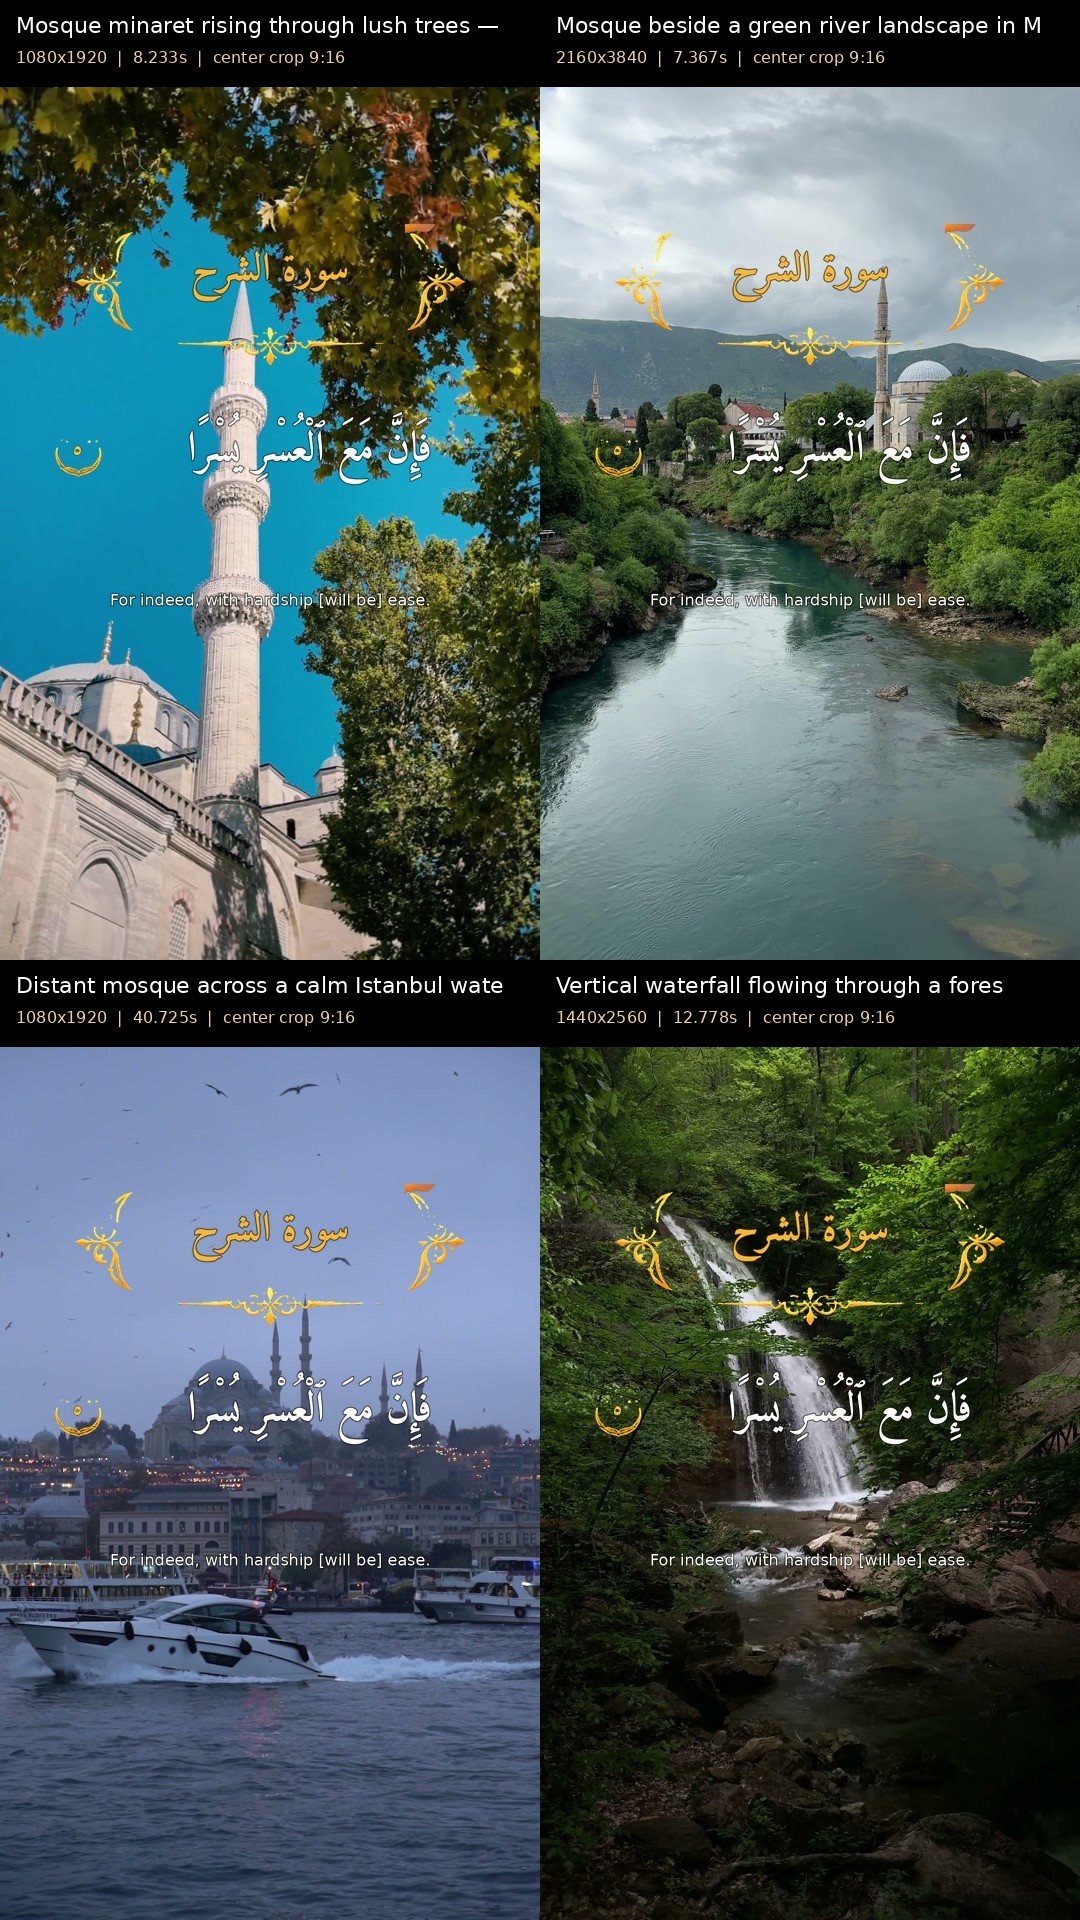 Mosque minaret rising through lush trees —
1080x1920 | 8.233s | center crop 9:16
سورة الشرح
فَإِنَّ مَعَ ٱلْعُسْرِ يُسْرًا
٥
For indeed, with hardship [will be] ease.
Mosque beside a green river landscape in M
2160x3840 | 7.367s | center crop 9:16
سورة الشرح
فَإِنَّ مَعَ ٱلْعُسْرِ يُسْرًا
٥
For indeed, with hardship [will be] ease.
Distant mosque across a calm Istanbul wate
1080x1920 | 40.725s | center crop 9:16
سورة الشرح
فَإِنَّ مَعَ ٱلْعُسْرِ يُسْرًا
٥
For indeed, with hardship [will be] ease.
Vertical waterfall flowing through a fores
1440x2560 | 12.778s | center crop 9:16
سورة الشرح
فَإِنَّ مَعَ ٱلْعُسْرِ يُسْرًا
٥
For indeed, with hardship [will be] ease.